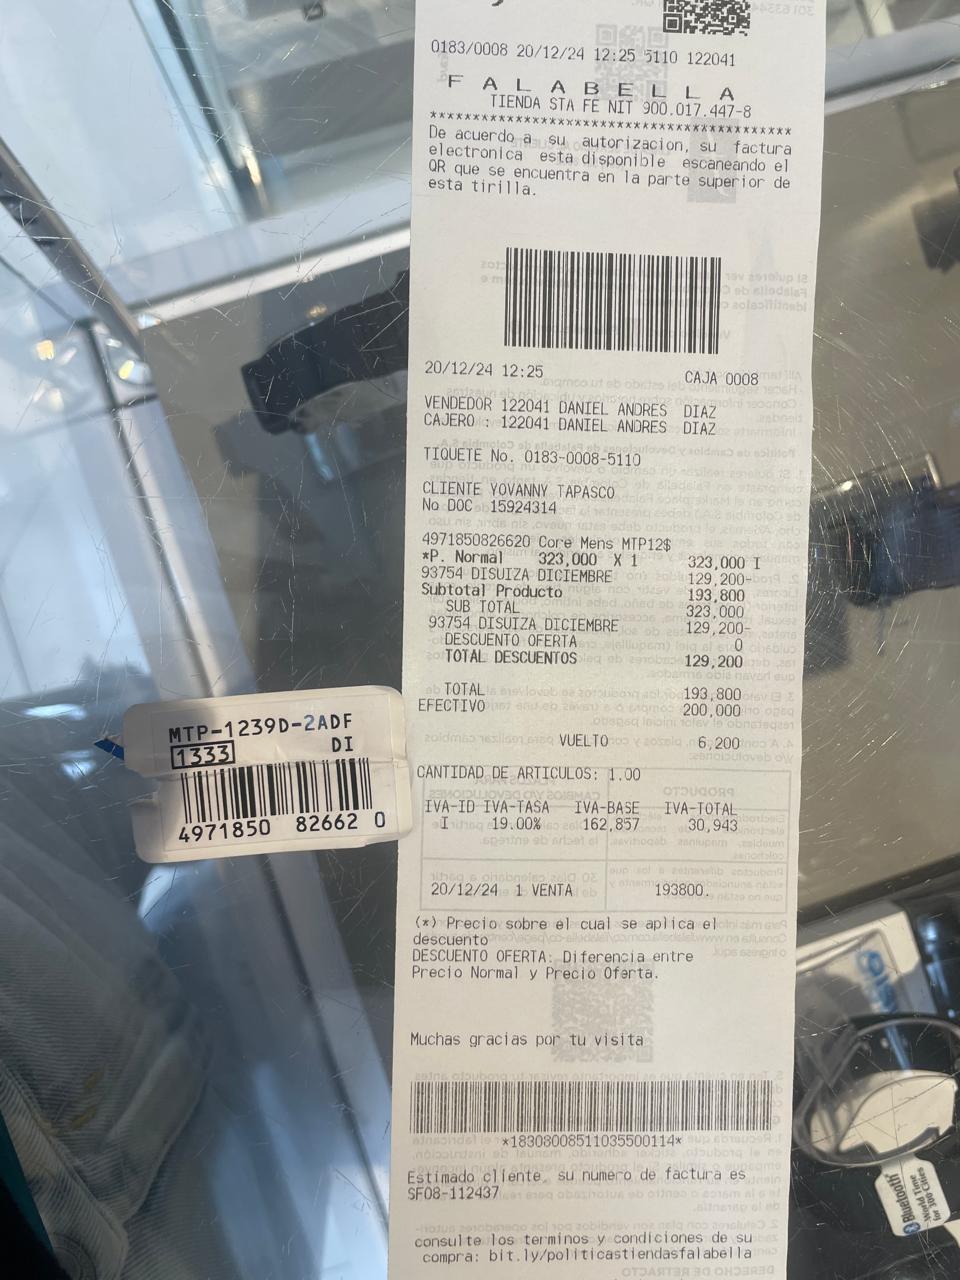 0183/0008 20/12/24 12:25 5110 122041
F A L A B E L L A
TIENDA STA FE NIT 900.017.447-8
******************************************
De acuerdo a su autorizacion, su factura
electronica esta disponible escaneando el
QR que se encuentra en la parte superior de
esta tirilla.
20/12/24 12:25 CAJA 0008
VENDEDOR 122041 DANIEL ANDRES DIAZ
CAJERO : 122041 DANIEL ANDRES DIAZ
TIQUETE No. 0183-0008-5110
CLIENTE YOVANNY TAPASCO
No DOC 15924314
4971850826620 Core Mens MTP12$
*P. Normal 323,000 X 1 323,000 I
93754 DISUIZA DICIEMBRE 129,200-
Subtotal Producto 193,800
SUB TOTAL 323,000
93754 DISUIZA DICIEMBRE 129,200-
DESCUENTO OFERTA 0
TOTAL DESCUENTOS 129,200
TOTAL 193,800
EFECTIVO 200,000
VUELTO 6,200
CANTIDAD DE ARTICULOS: 1.00
IVA-ID IVA-TASA IVA-BASE IVA-TOTAL
I 19.00% 162,857 30,943
20/12/24 1 VENTA 193800.
(*) Precio sobre el cual se aplica el
descuento
DESCUENTO OFERTA: Diferencia entre
Precio Normal y Precio Oferta.
Muchas gracias por tu visita
*18308008511035500114*
Estimado cliente, su numero de factura es
SF08-112437
consulte los terminos y condiciones de su
compra: bit.ly/politicastiendasfalabella
MTP-1239D-2ADF
1333 DI
4971850 82662 0
Bluetooth
World Time
for 300 Cities